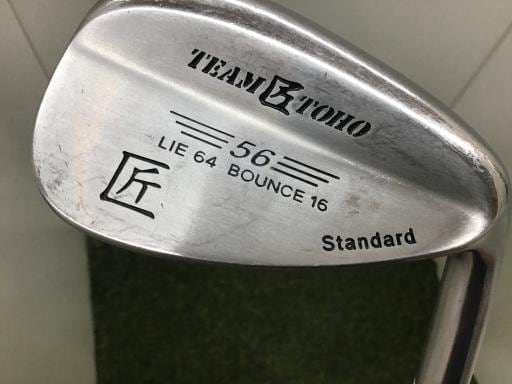 TEAM 匠 TOHO
56
LIE 64 BOUNCE 16
匠
Standard